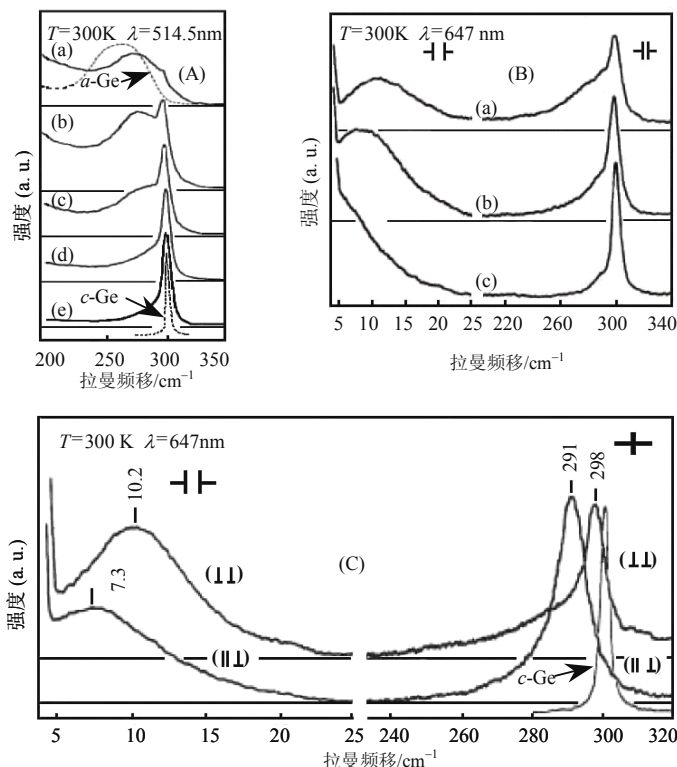 T=300K λ=514.5nm
(a)
(A)
a-Ge
(b)
(c)
(d)
(e)
c-Ge
强度 (a. u.)
200 250 300 350
拉曼频移/cm⁻¹
T=300K λ=647 nm
(B)
(a)
(b)
(c)
强度 (a. u.)
5 10 15 20 25 220 260 300 340
拉曼频移/cm⁻¹
T=300 K λ=647nm
10.2
7.3
291
298
(C)
(⊥⊥)
(∥⊥)
(⊥⊥)
(∥⊥)
c-Ge
强度 (a. u.)
5 10 15 20 25 240 260 280 300 320
拉曼频移/cm⁻¹